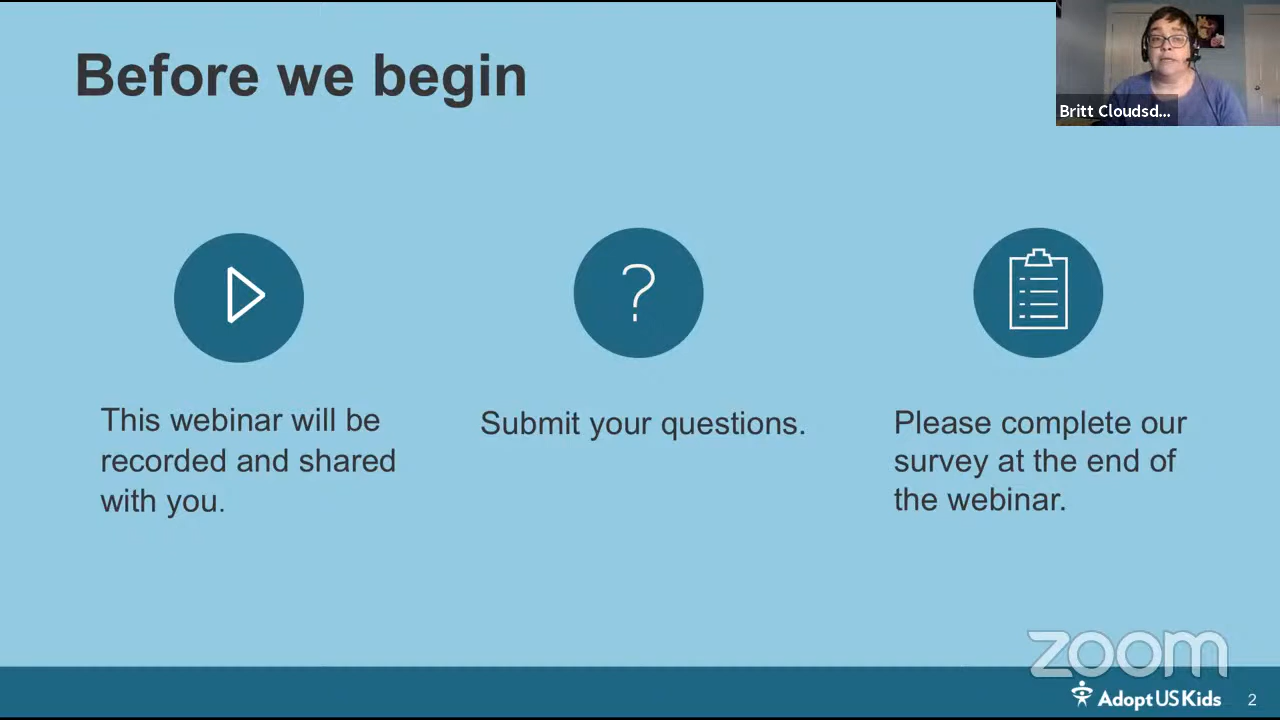 Before we begin
Britt Cloudsd...
?
This webinar will be
recorded and shared
with you.
Submit your questions.
Please complete our
survey at the end of
the webinar.
zoom
AdoptUSKids
2